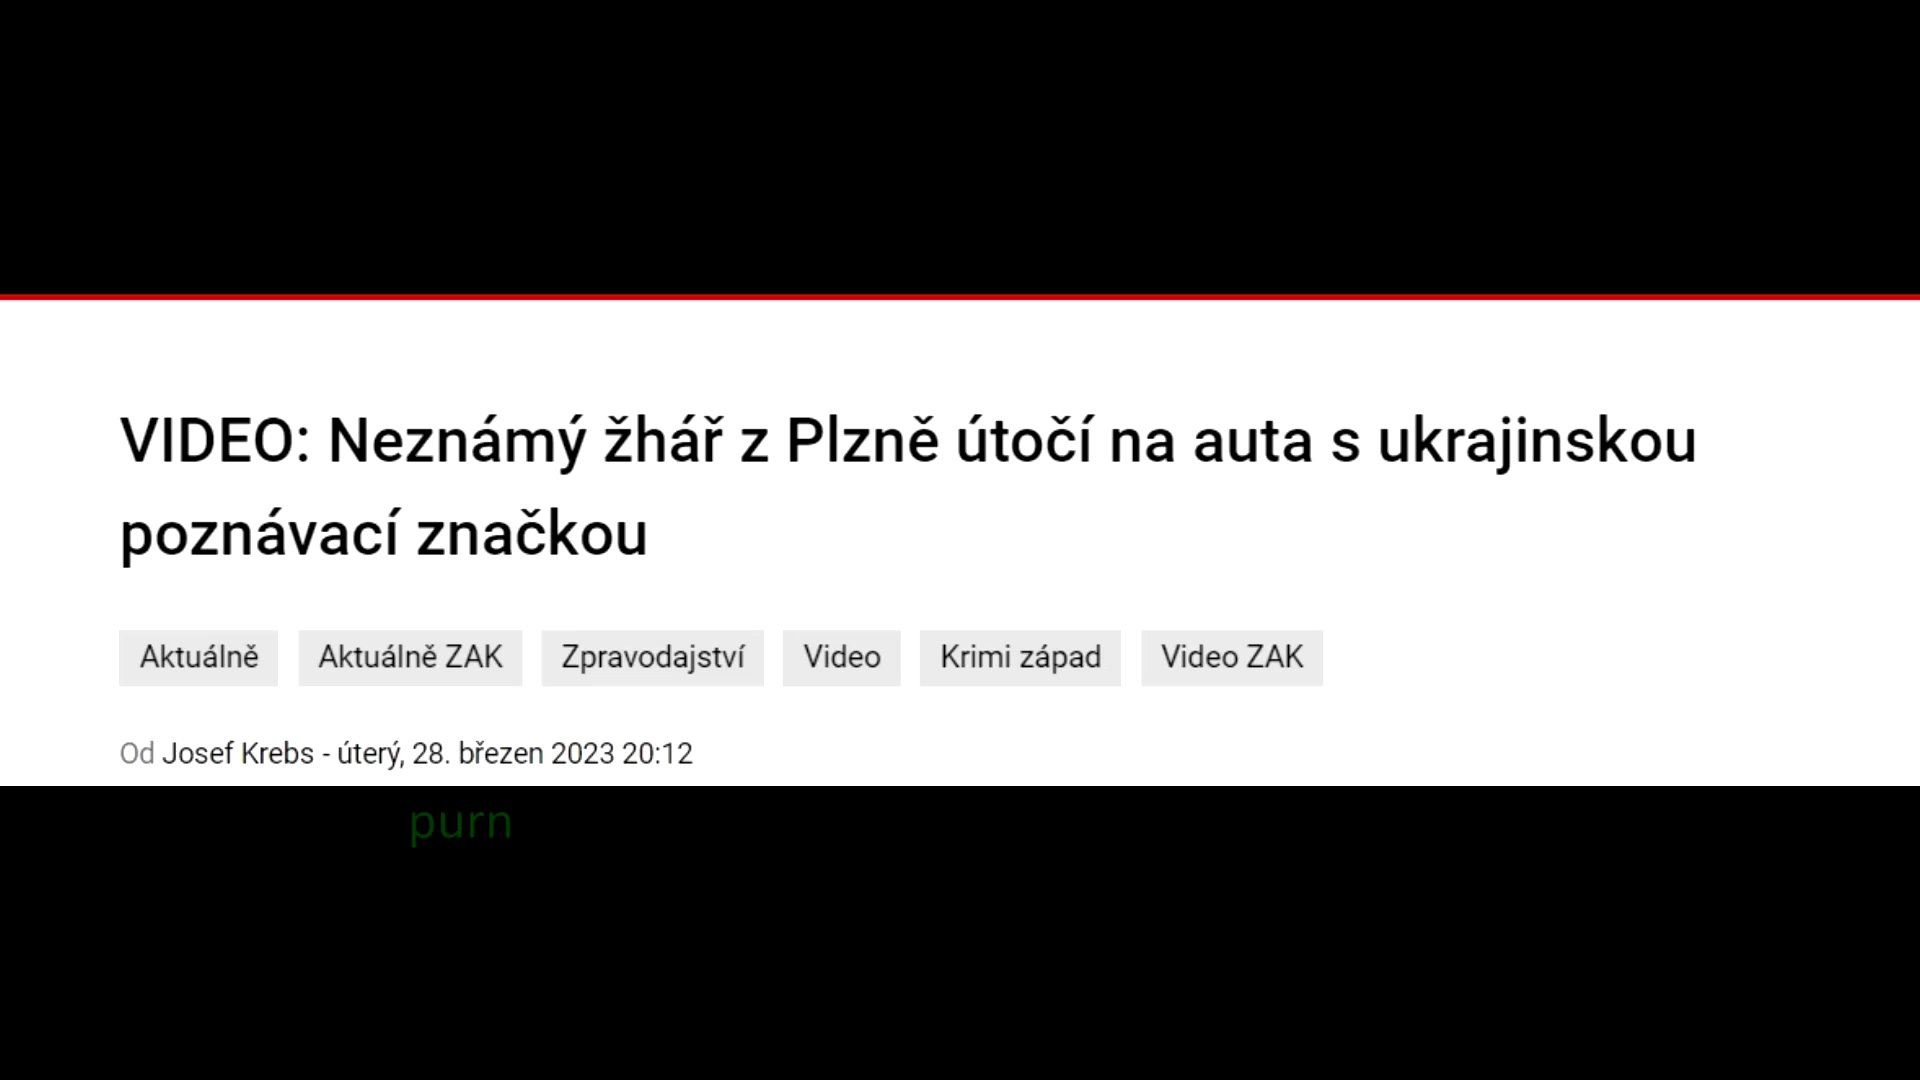 VIDEO: Neznámý žhář z Plzně útočí na auta s ukrajinskou
poznávací značkou
Aktuálně Aktuálně ZAK Zpravodajství Video Krimi západ Video ZAK
Od Josef Krebs - úterý, 28. březen 2023 20:12
purn